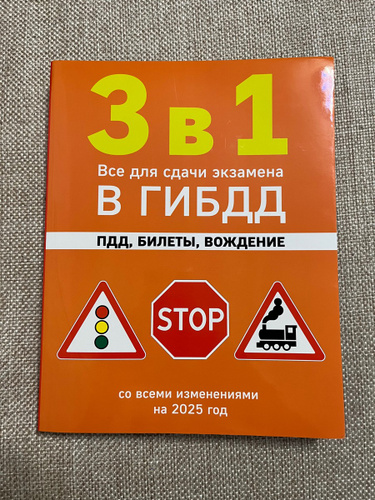 3 в 1
Все для сдачи экзамена
В ГИБДД
ПДД, БИЛЕТЫ, ВОЖДЕНИЕ
STOP
со всеми изменениями
на 2025 год